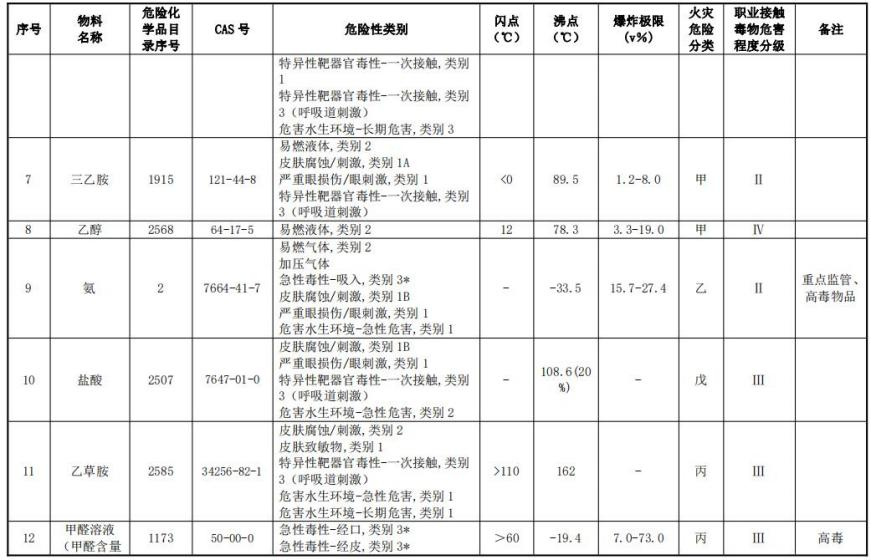 序号 物料名称 危险化学品目录序号 CAS 号 危险性类别 闪点（℃） 沸点（℃） 爆炸极限（v%） 火灾危险分类 职业接触毒物危害程度分级 备注
特异性靶器官毒性-一次接触,类别
1
特异性靶器官毒性-一次接触,类别
3（呼吸道刺激）
危害水生环境-长期危害,类别 3
7 三乙胺 1915 121-44-8
易燃液体,类别2
皮肤腐蚀/刺激,类别1A
严重眼损伤/眼刺激,类别 1
特异性靶器官毒性-一次接触,类别
3（呼吸道刺激）
<0 89.5 1.2-8.0 甲 Ⅱ
8 乙醇 2568 64-17-5 易燃液体,类别2 12 78.3 3.3-19.0 甲 Ⅳ
9 氨 2 7664-41-7
易燃气体,类别 2
加压气体
急性毒性-吸入,类别 3*
皮肤腐蚀/刺激,类别1B
严重眼损伤/眼刺激,类别 1
危害水生环境-急性危害,类别 1
- -33.5 15.7-27.4 乙 Ⅱ
重点监管、
高毒物品
10 盐酸 2507 7647-01-0
皮肤腐蚀/刺激,类别1B
严重眼损伤/眼刺激,类别 1
特异性靶器官毒性-一次接触,类别
3（呼吸道刺激）
危害水生环境-急性危害,类别 2
- 108.6(20
%) - 戊 Ⅲ
11 乙草胺 2585 34256-82-1
皮肤腐蚀/刺激,类别 2
皮肤致敏物,类别 1
特异性靶器官毒性-一次接触,类别
3（呼吸道刺激）
危害水生环境-急性危害,类别 1
危害水生环境-长期危害,类别 1
>110 162 - 丙 Ⅲ
12 甲醛溶液
（甲醛含量
1173 50-00-0
急性毒性-经口,类别 3*
急性毒性-经皮,类别 3*
＞60 -19.4 7.0-73.0 丙 Ⅲ 高毒